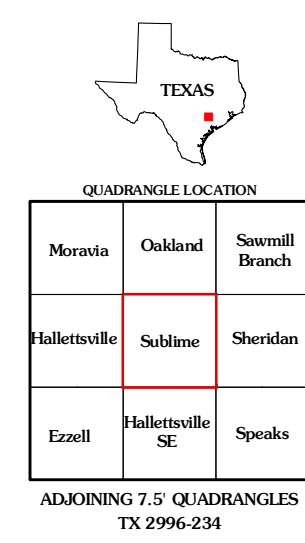 TEXAS
QUADRANGLE LOCATION
Moravia
Oakland
Sawmill
Branch
Hallettsville
Sublime
Sheridan
Ezzell
Hallettsville
SE
Speaks
ADJOINING 7.5' QUADRANGLES
TX 2996-234